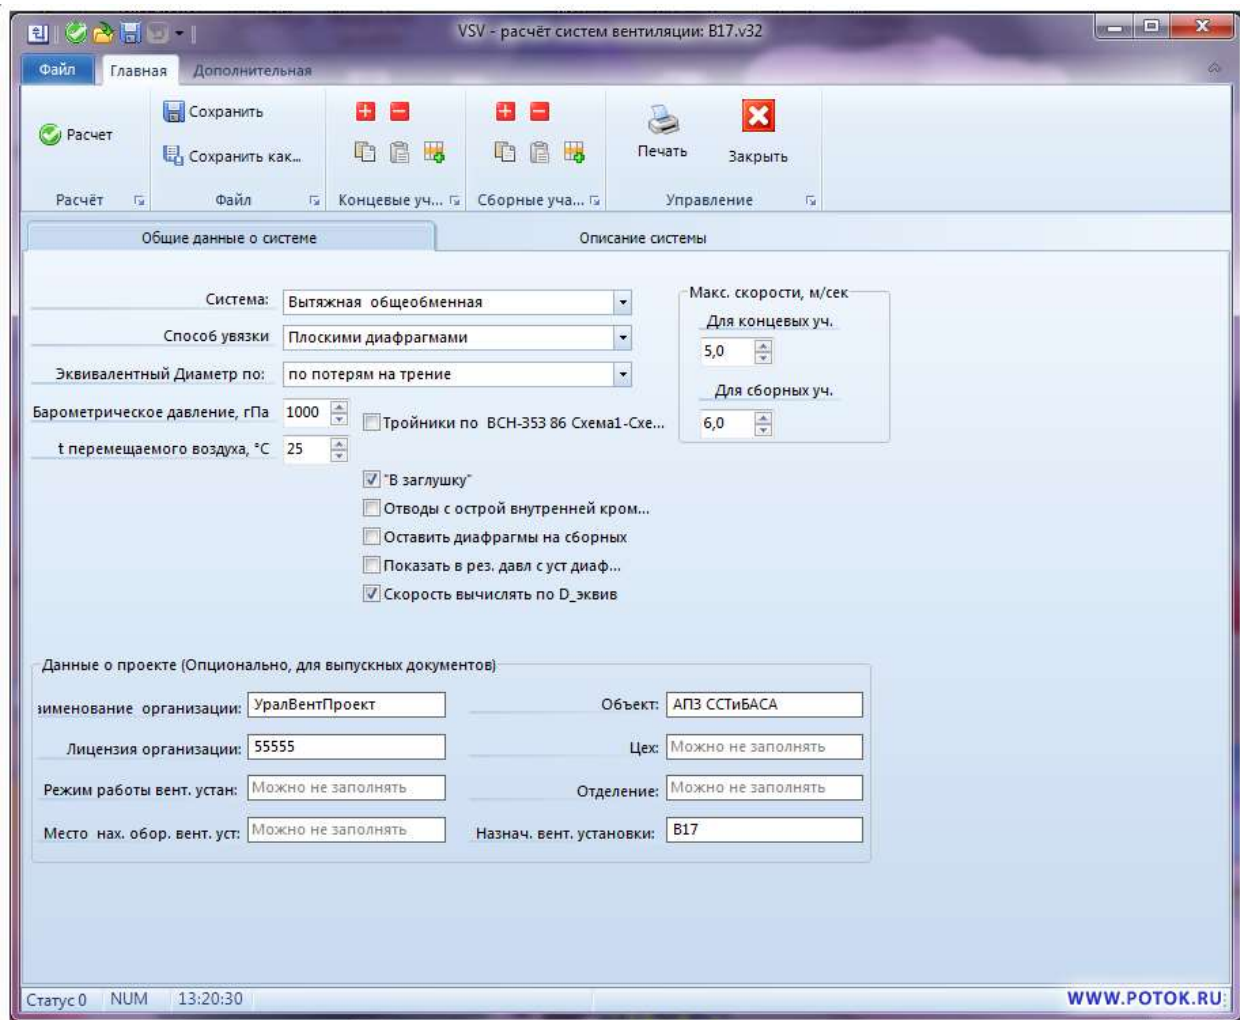 VSV - расчёт систем вентиляции: B17.v32
Файл Главная Дополнительная
Расчет
Сохранить
Сохранить как...
Печать
Закрыть
Расчёт Файл Концевые уч... Сборные уча... Управление
Общие данные о системе Описание системы
Система: Вытяжная общеобменная
Способ увязки Плоскими диафрагмами
Эквивалентный Диаметр по: по потерям на трение
Барометрическое давление, гПа 1000
t перемещаемого воздуха, °C 25
Макс. скорости, м/сек
Для концевых уч.
5,0
Для сборных уч.
6,0
Тройники по ВСН-353 86 Схема1-Схе...
"В заглушку"
Отводы с острой внутренней кром...
Оставить диафрагмы на сборных
Показать в рез. давл с уст диаф...
Скорость вычислять по D_эквив
Данные о проекте (Опционально, для выпускных документов)
аименование организации: УралВентПроект Объект: АПЗ ССТиБАСА
Лицензия организации: 55555 Цех: Можно не заполнять
Режим работы вент. устан: Можно не заполнять Отделение: Можно не заполнять
Место нах. обор. вент. уст: Можно не заполнять Назнач. вент. установки: В17
Статус 0 NUM 13:20:30
WWW.POTOK.RU